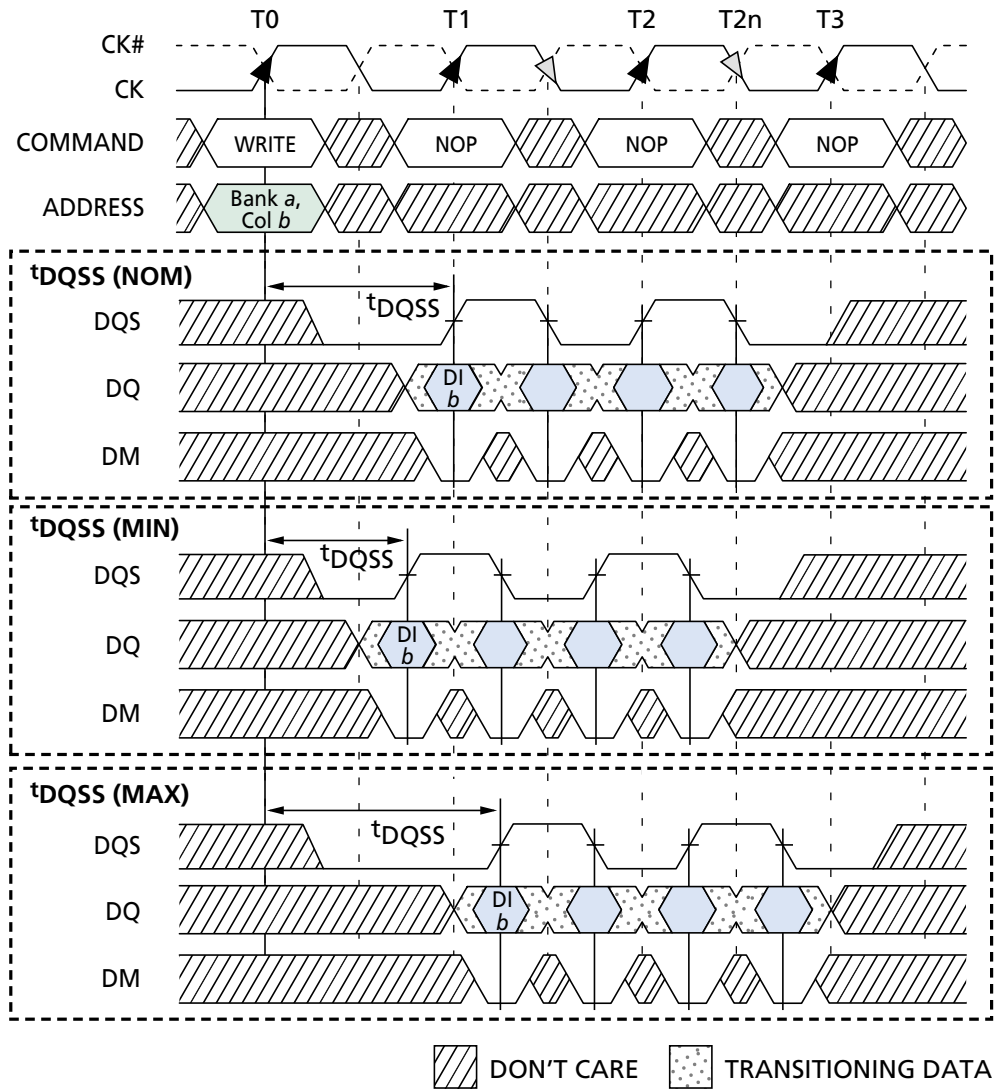 T0 T1 T2 T2n T3
CK#
CK
COMMAND WRITE NOP NOP NOP
ADDRESS Bank a,
Col b
tDQSS (NOM)
tDQSS
DQS
DQ DI
b
DM
tDQSS (MIN)
tDQSS
DQS
DQ DI
b
DM
tDQSS (MAX)
tDQSS
DQS
DQ DI
b
DM
DON'T CARE TRANSITIONING DATA